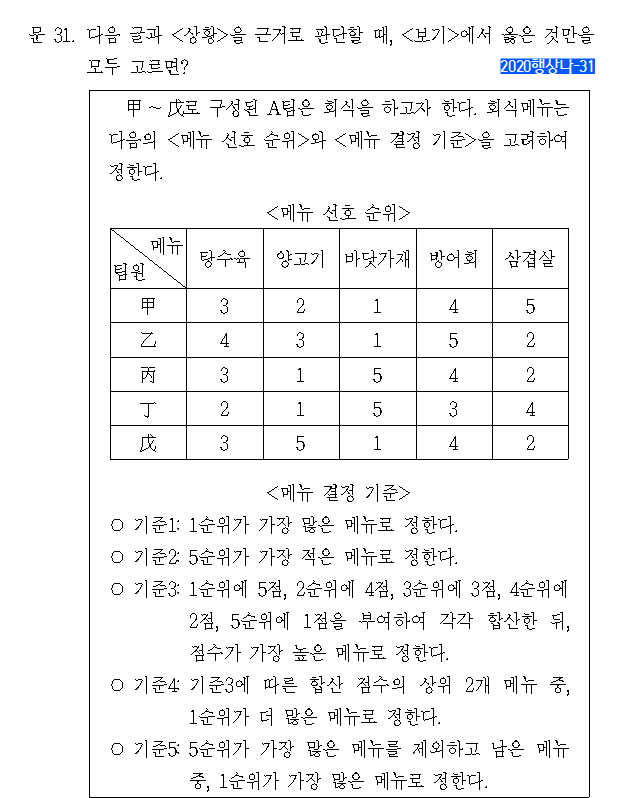 문 31. 다음 글과 <상황>을 근거로 판단할 때, <보기>에서 옳은 것만을
모두 고르면?
2020행상나-31
甲 ~ 戊로 구성된 A팀은 회식을 하고자 한다. 회식메뉴는
다음의 <메뉴 선호 순위>와 <메뉴 결정 기준>을 고려하여
정한다.
<메뉴 선호 순위>
메뉴
팀원
탕수육 양고기 바닷가재 방어회 삼겹살
甲 3 2 1 4 5
乙 4 3 1 5 2
丙 3 1 5 4 2
丁 2 1 5 3 4
戊 3 5 1 4 2
<메뉴 결정 기준>
○ 기준1: 1순위가 가장 많은 메뉴로 정한다.
○ 기준2: 5순위가 가장 적은 메뉴로 정한다.
○ 기준3: 1순위에 5점, 2순위에 4점, 3순위에 3점, 4순위에
2점, 5순위에 1점을 부여하여 각각 합산한 뒤,
점수가 가장 높은 메뉴로 정한다.
○ 기준4: 기준3에 따른 합산 점수의 상위 2개 메뉴 중,
1순위가 더 많은 메뉴로 정한다.
○ 기준5: 5순위가 가장 많은 메뉴를 제외하고 남은 메뉴
중, 1순위가 가장 많은 메뉴로 정한다.